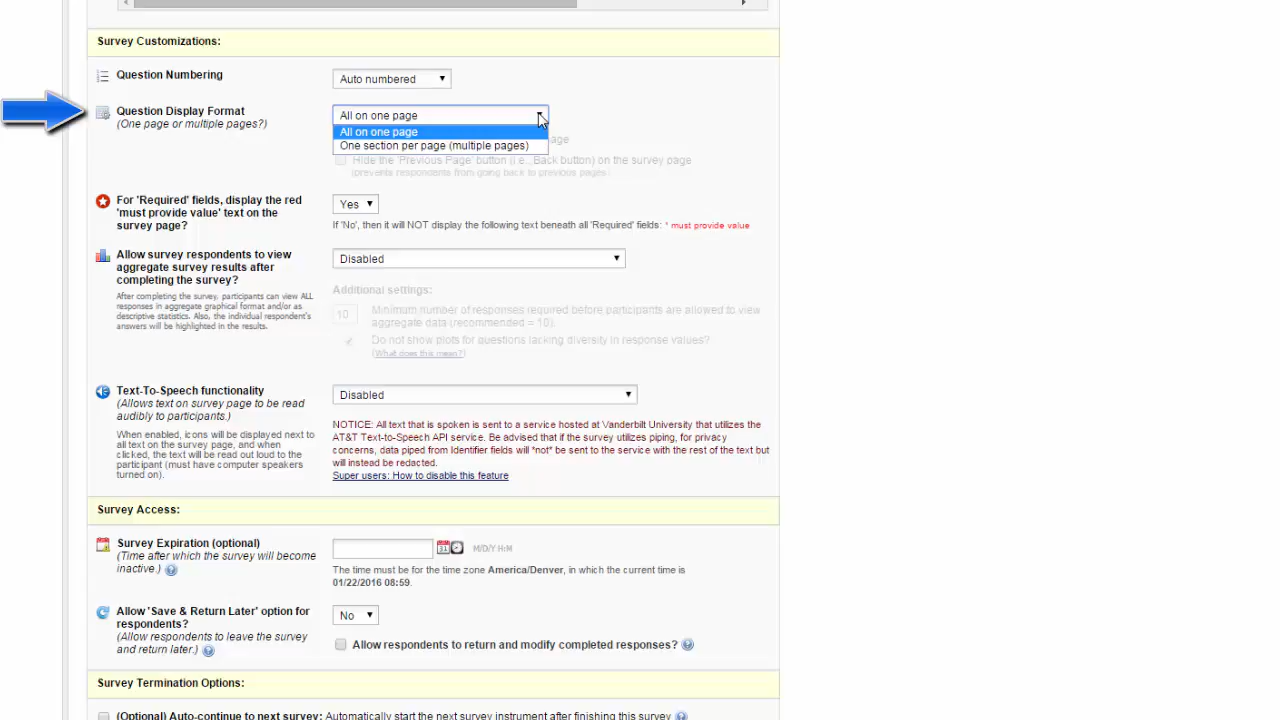 Survey Customizations:
Question Numbering
Auto numbered
Question Display Format
(One page or multiple pages?)
All on one page
All on one page
One section per page (multiple pages)
age
Hide the 'Previous Page' button (i.e., Back button) on the survey page
(prevents respondents from going back to previous pages)
For 'Required' fields, display the red
'must provide value' text on the
survey page?
Yes
If 'No', then it will NOT display the following text beneath all 'Required' fields: * must provide value
Allow survey respondents to view
aggregate survey results after
completing the survey?
Disabled
After completing the survey, participants can view ALL
responses in aggregate graphical format and/or as
descriptive statistics. Also, the individual respondent's
answers will be highlighted in the results.
Additional settings:
10
Minimum number of responses required before participants are allowed to view
aggregate data (recommended = 10).
Do not show plots for questions lacking diversity in response values?
(What does this mean?)
Text-To-Speech functionality
(Allows text on survey page to be read
audibly to participants.)
Disabled
When enabled, icons will be displayed next to
all text on the survey page, and when
clicked, the text will be read out loud to the
participant (must have computer speakers
turned on).
NOTICE: All text that is spoken is sent to a service hosted at Vanderbilt University that utilizes the
AT&T Text-to-Speech API service. Be advised that if the survey utilizes piping, for privacy
concerns, data piped from Identifier fields will *not* be sent to the service with the rest of the text but
will instead be redacted.
Super users: How to disable this feature
Survey Access:
Survey Expiration (optional)
(Time after which the survey will become
inactive.)
31
M/D/Y H:M
The time must be for the time zone America/Denver, in which the current time is
01/22/2016 08:59.
Allow 'Save & Return Later' option for
respondents?
(Allow respondents to leave the survey
and return later.)
No
Allow respondents to return and modify completed responses?
Survey Termination Options:
(Optional) Auto-continue to next survey: Automatically start the next survey instrument after finishing this survey